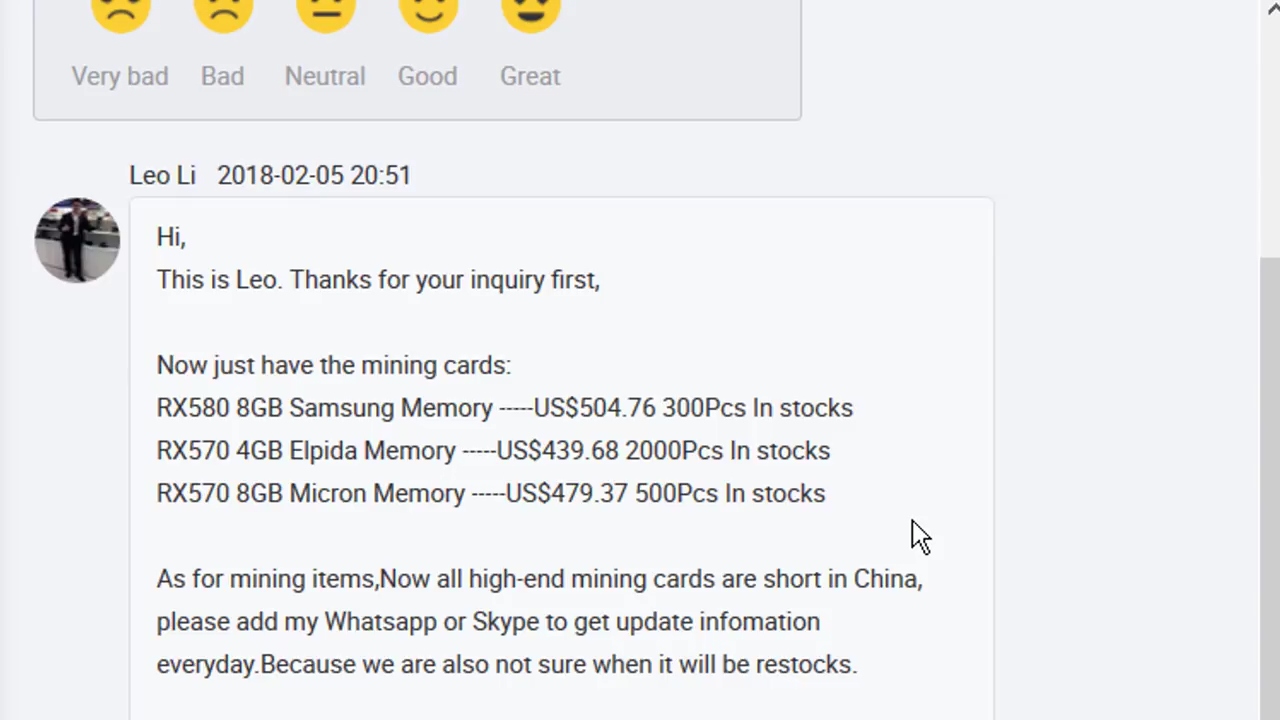 Very bad Bad Neutral Good Great
Leo Li 2018-02-05 20:51
Hi,
This is Leo. Thanks for your inquiry first,
Now just have the mining cards:
RX580 8GB Samsung Memory -----US$504.76 300Pcs In stocks
RX570 4GB Elpida Memory -----US$439.68 2000Pcs In stocks
RX570 8GB Micron Memory -----US$479.37 500Pcs In stocks
As for mining items,Now all high-end mining cards are short in China,
please add my Whatsapp or Skype to get update infomation
everyday.Because we are also not sure when it will be restocks.